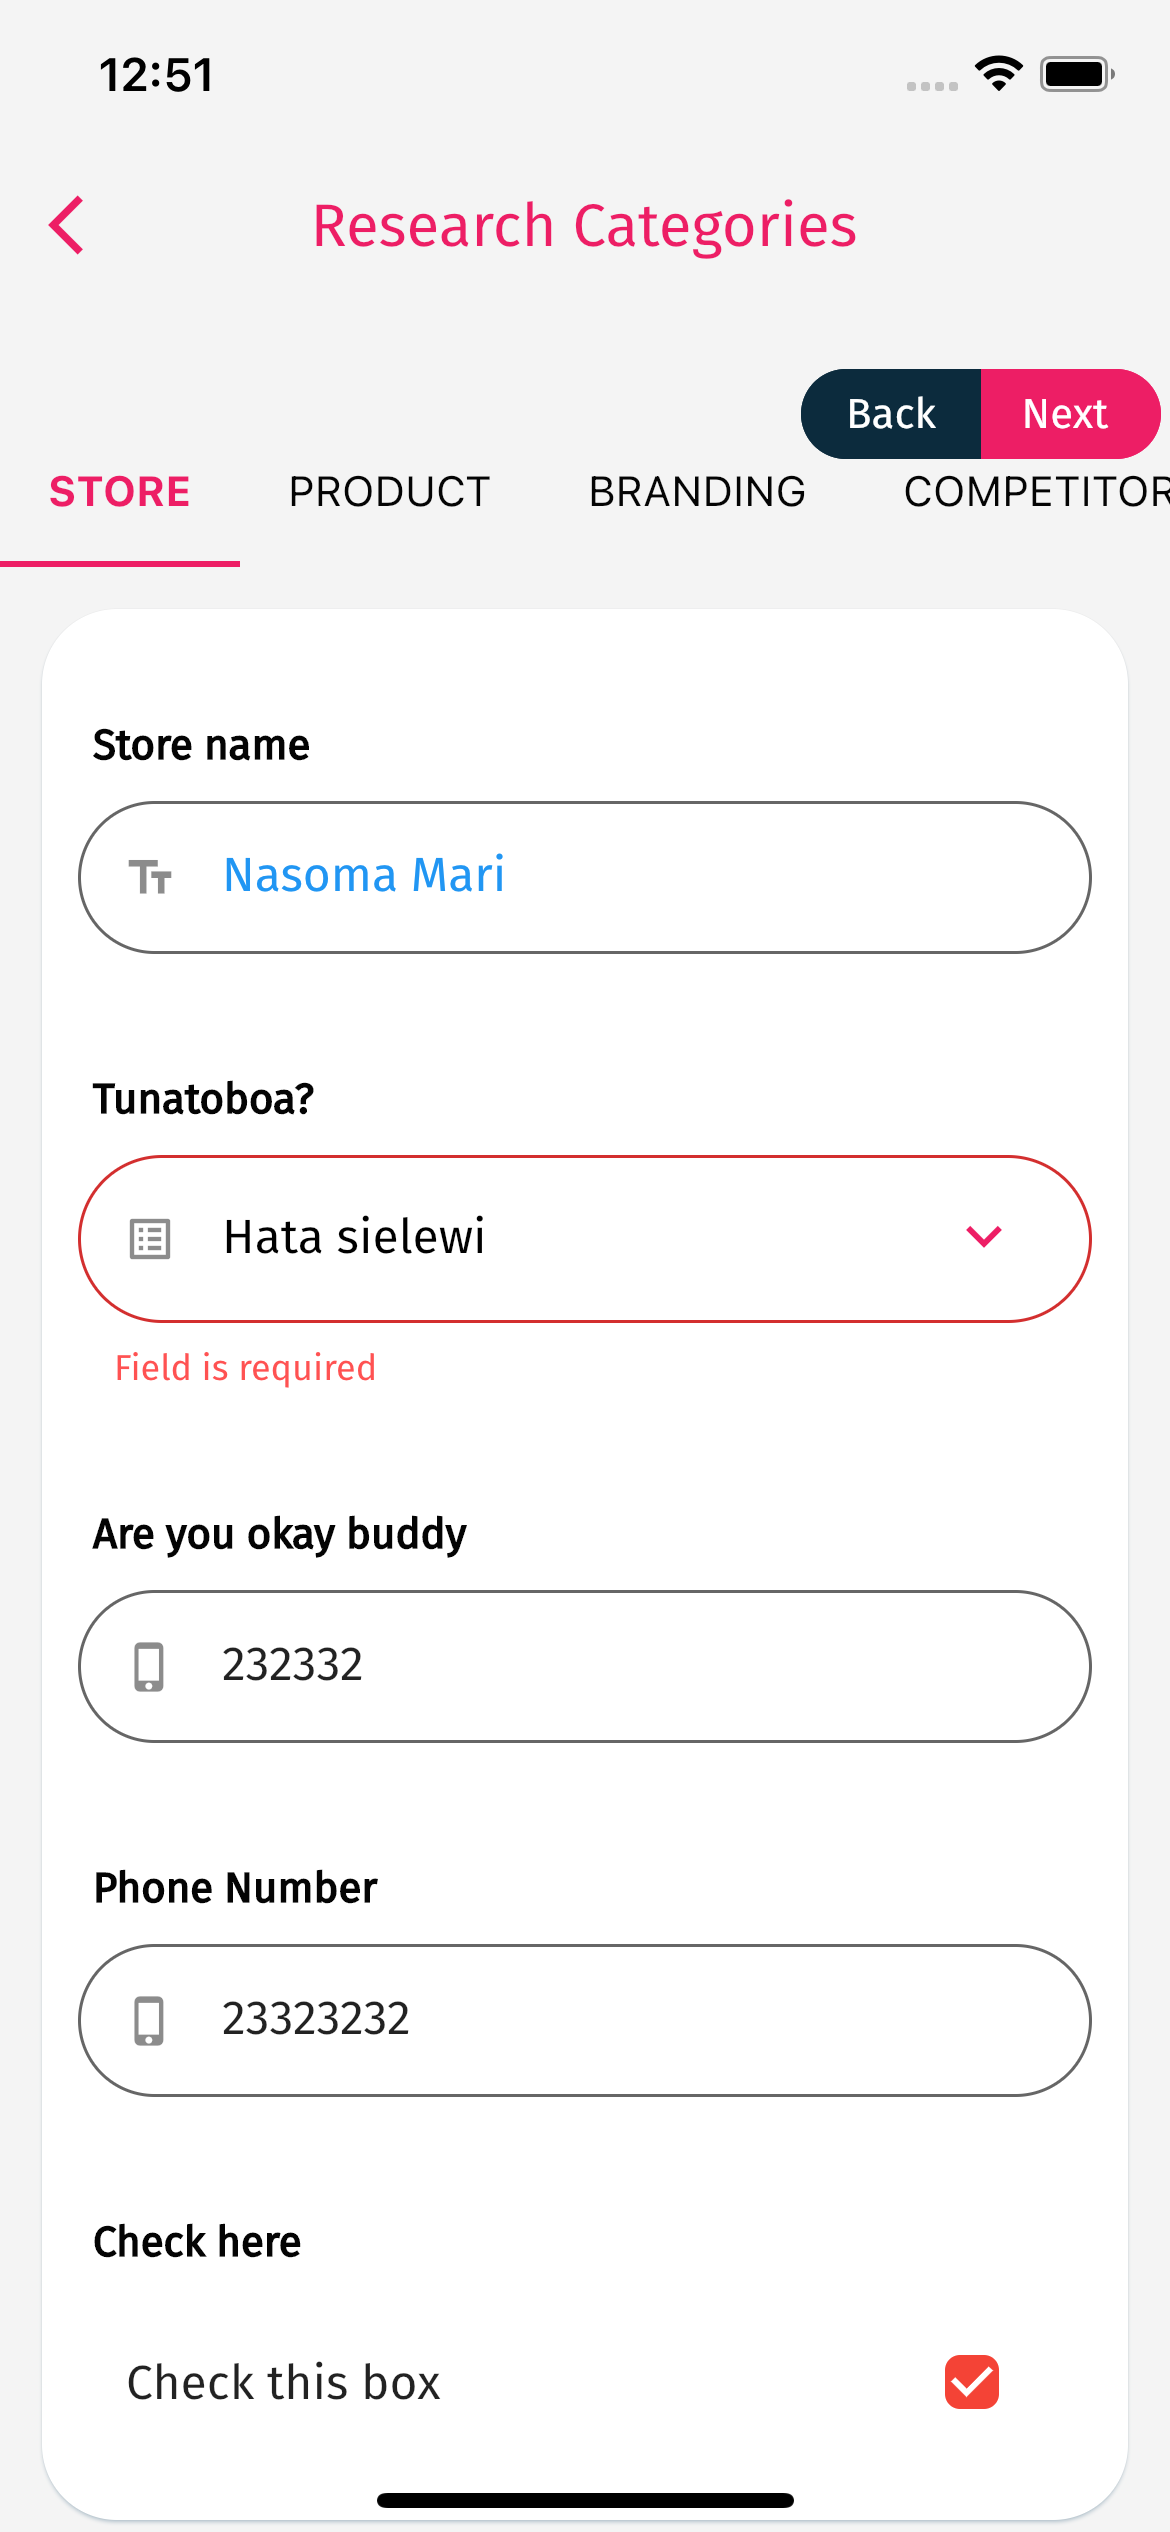 12:51
Research Categories
Back Next
STORE PRODUCT BRANDING COMPETITOR
Store name
Nasoma Mari
Tunatoboa?
Hata sielewi
Field is required
Are you okay buddy
232332
Phone Number
23323232
Check here
Check this box